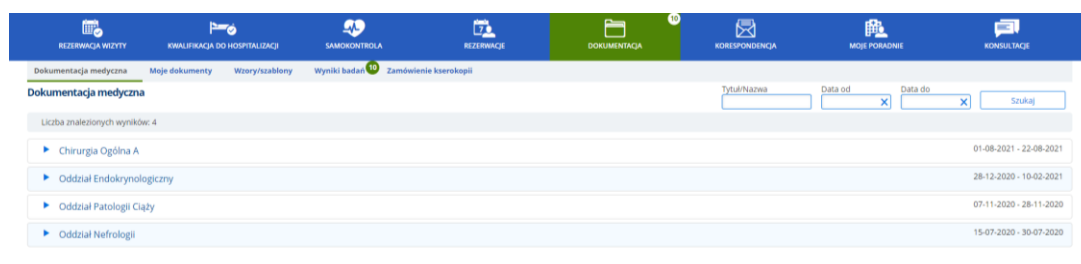 10
REZERWACJA WIZYTY KWALIFIKACJA DO HOSPITALIZACJI SAMOKONTROLA REZERWACJE DOKUMENTACJA KORESPONDENCJA MOJE PORADNIE KONSULTACJE
Dokumentacja medyczna Moje dokumenty Wzory/szablony Wyniki badań 10 Zamówienie kserokopii
Dokumentacja medyczna Tytuł/Nazwa Data od Data do Szukaj
Liczba znalezionych wyników: 4
Chirurgia Ogólna A 01-08-2021 - 22-08-2021
Oddział Endokrynologiczny 28-12-2020 - 10-02-2021
Oddział Patologii Ciąży 07-11-2020 - 28-11-2020
Oddział Nefrologii 15-07-2020 - 30-07-2020